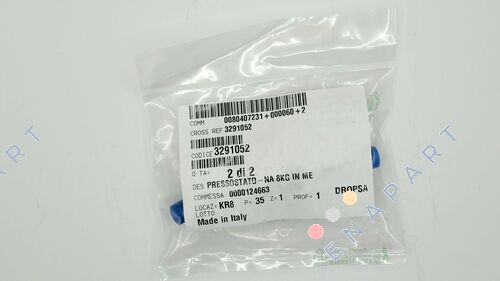 COMM 0080407231+000060+2
CROSS REF 3291052
CODICE 3291052
Q TA= 2 di 2
DES PRESSOSTATO-NA 8KG IN ME
COMMESSA 0000124663 DROPSA
LOCAZ= KR8 P= 35 Z= 1 PROF= 1
LOTTO
Made in Italy
ENAPART